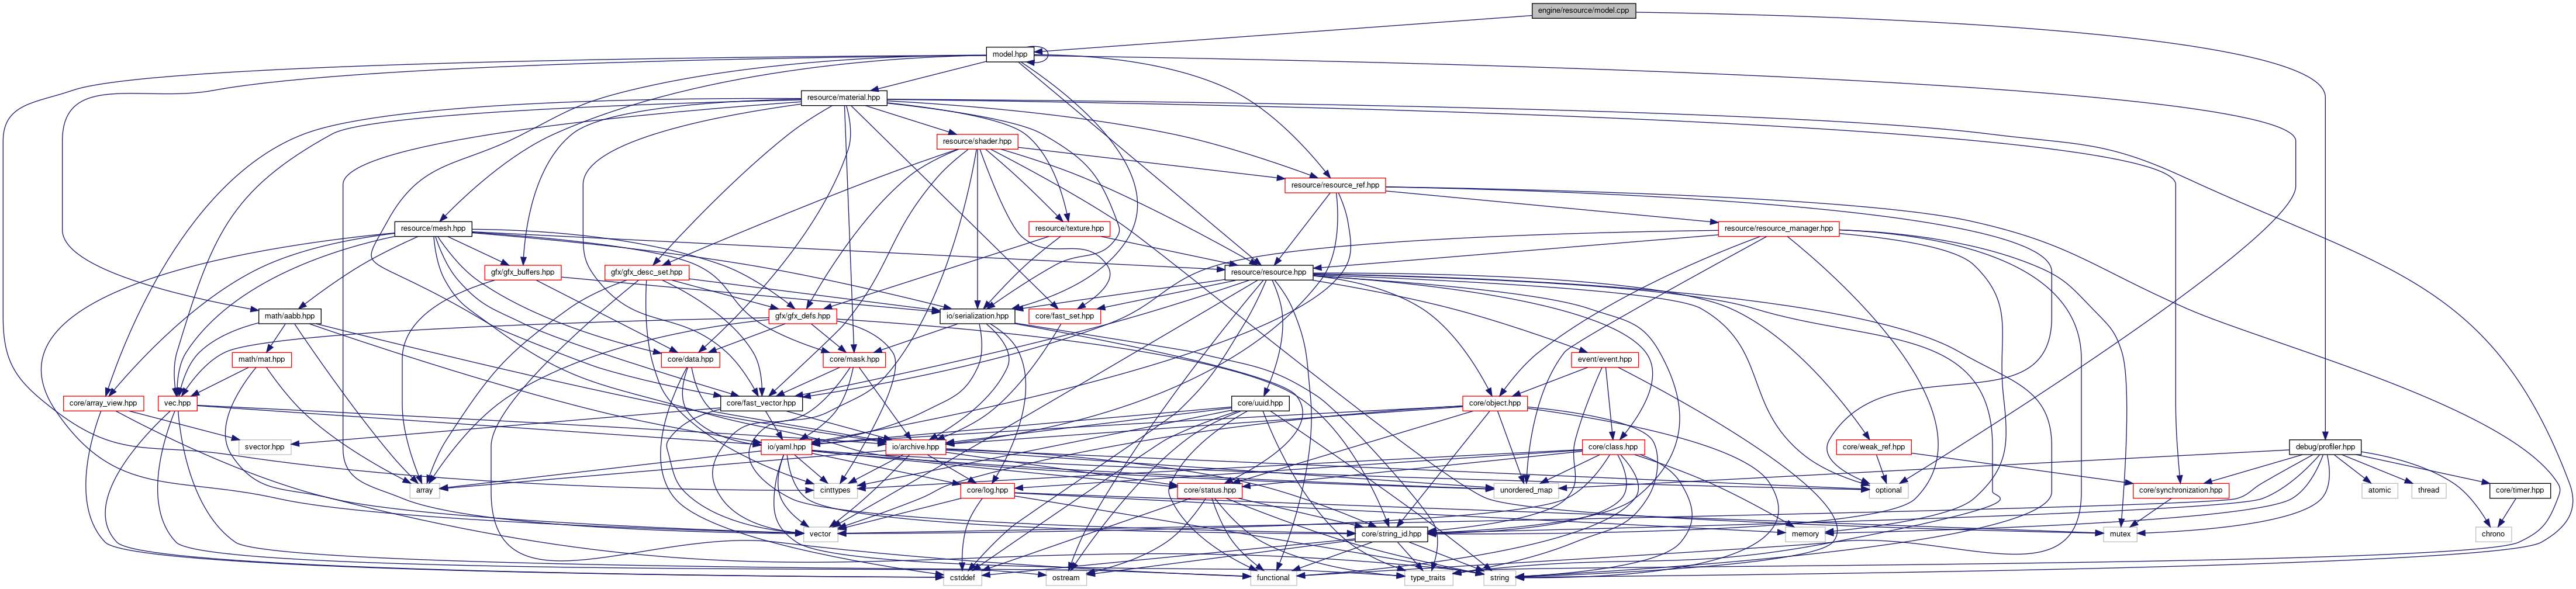 engine/resource/model.cpp
model.hpp
resource/material.hpp
resource/shader.hpp
resource/resource_ref.hpp
resource/mesh.hpp
resource/texture.hpp
resource/resource_manager.hpp
gfx/gfx_buffers.hpp
gfx/gfx_desc_set.hpp
resource/resource.hpp
math/aabb.hpp
gfx/gfx_defs.hpp
io/serialization.hpp
core/fast_set.hpp
math/mat.hpp
core/data.hpp
core/mask.hpp
event/event.hpp
core/array_view.hpp
vec.hpp
core/fast_vector.hpp
core/uuid.hpp
core/object.hpp
svector.hpp
io/yaml.hpp
io/archive.hpp
core/class.hpp
core/weak_ref.hpp
debug/profiler.hpp
array
cinttypes
core/log.hpp
core/status.hpp
unordered_map
optional
core/synchronization.hpp
atomic
thread
core/timer.hpp
vector
core/string_id.hpp
memory
mutex
chrono
cstddef
ostream
functional
type_traits
string